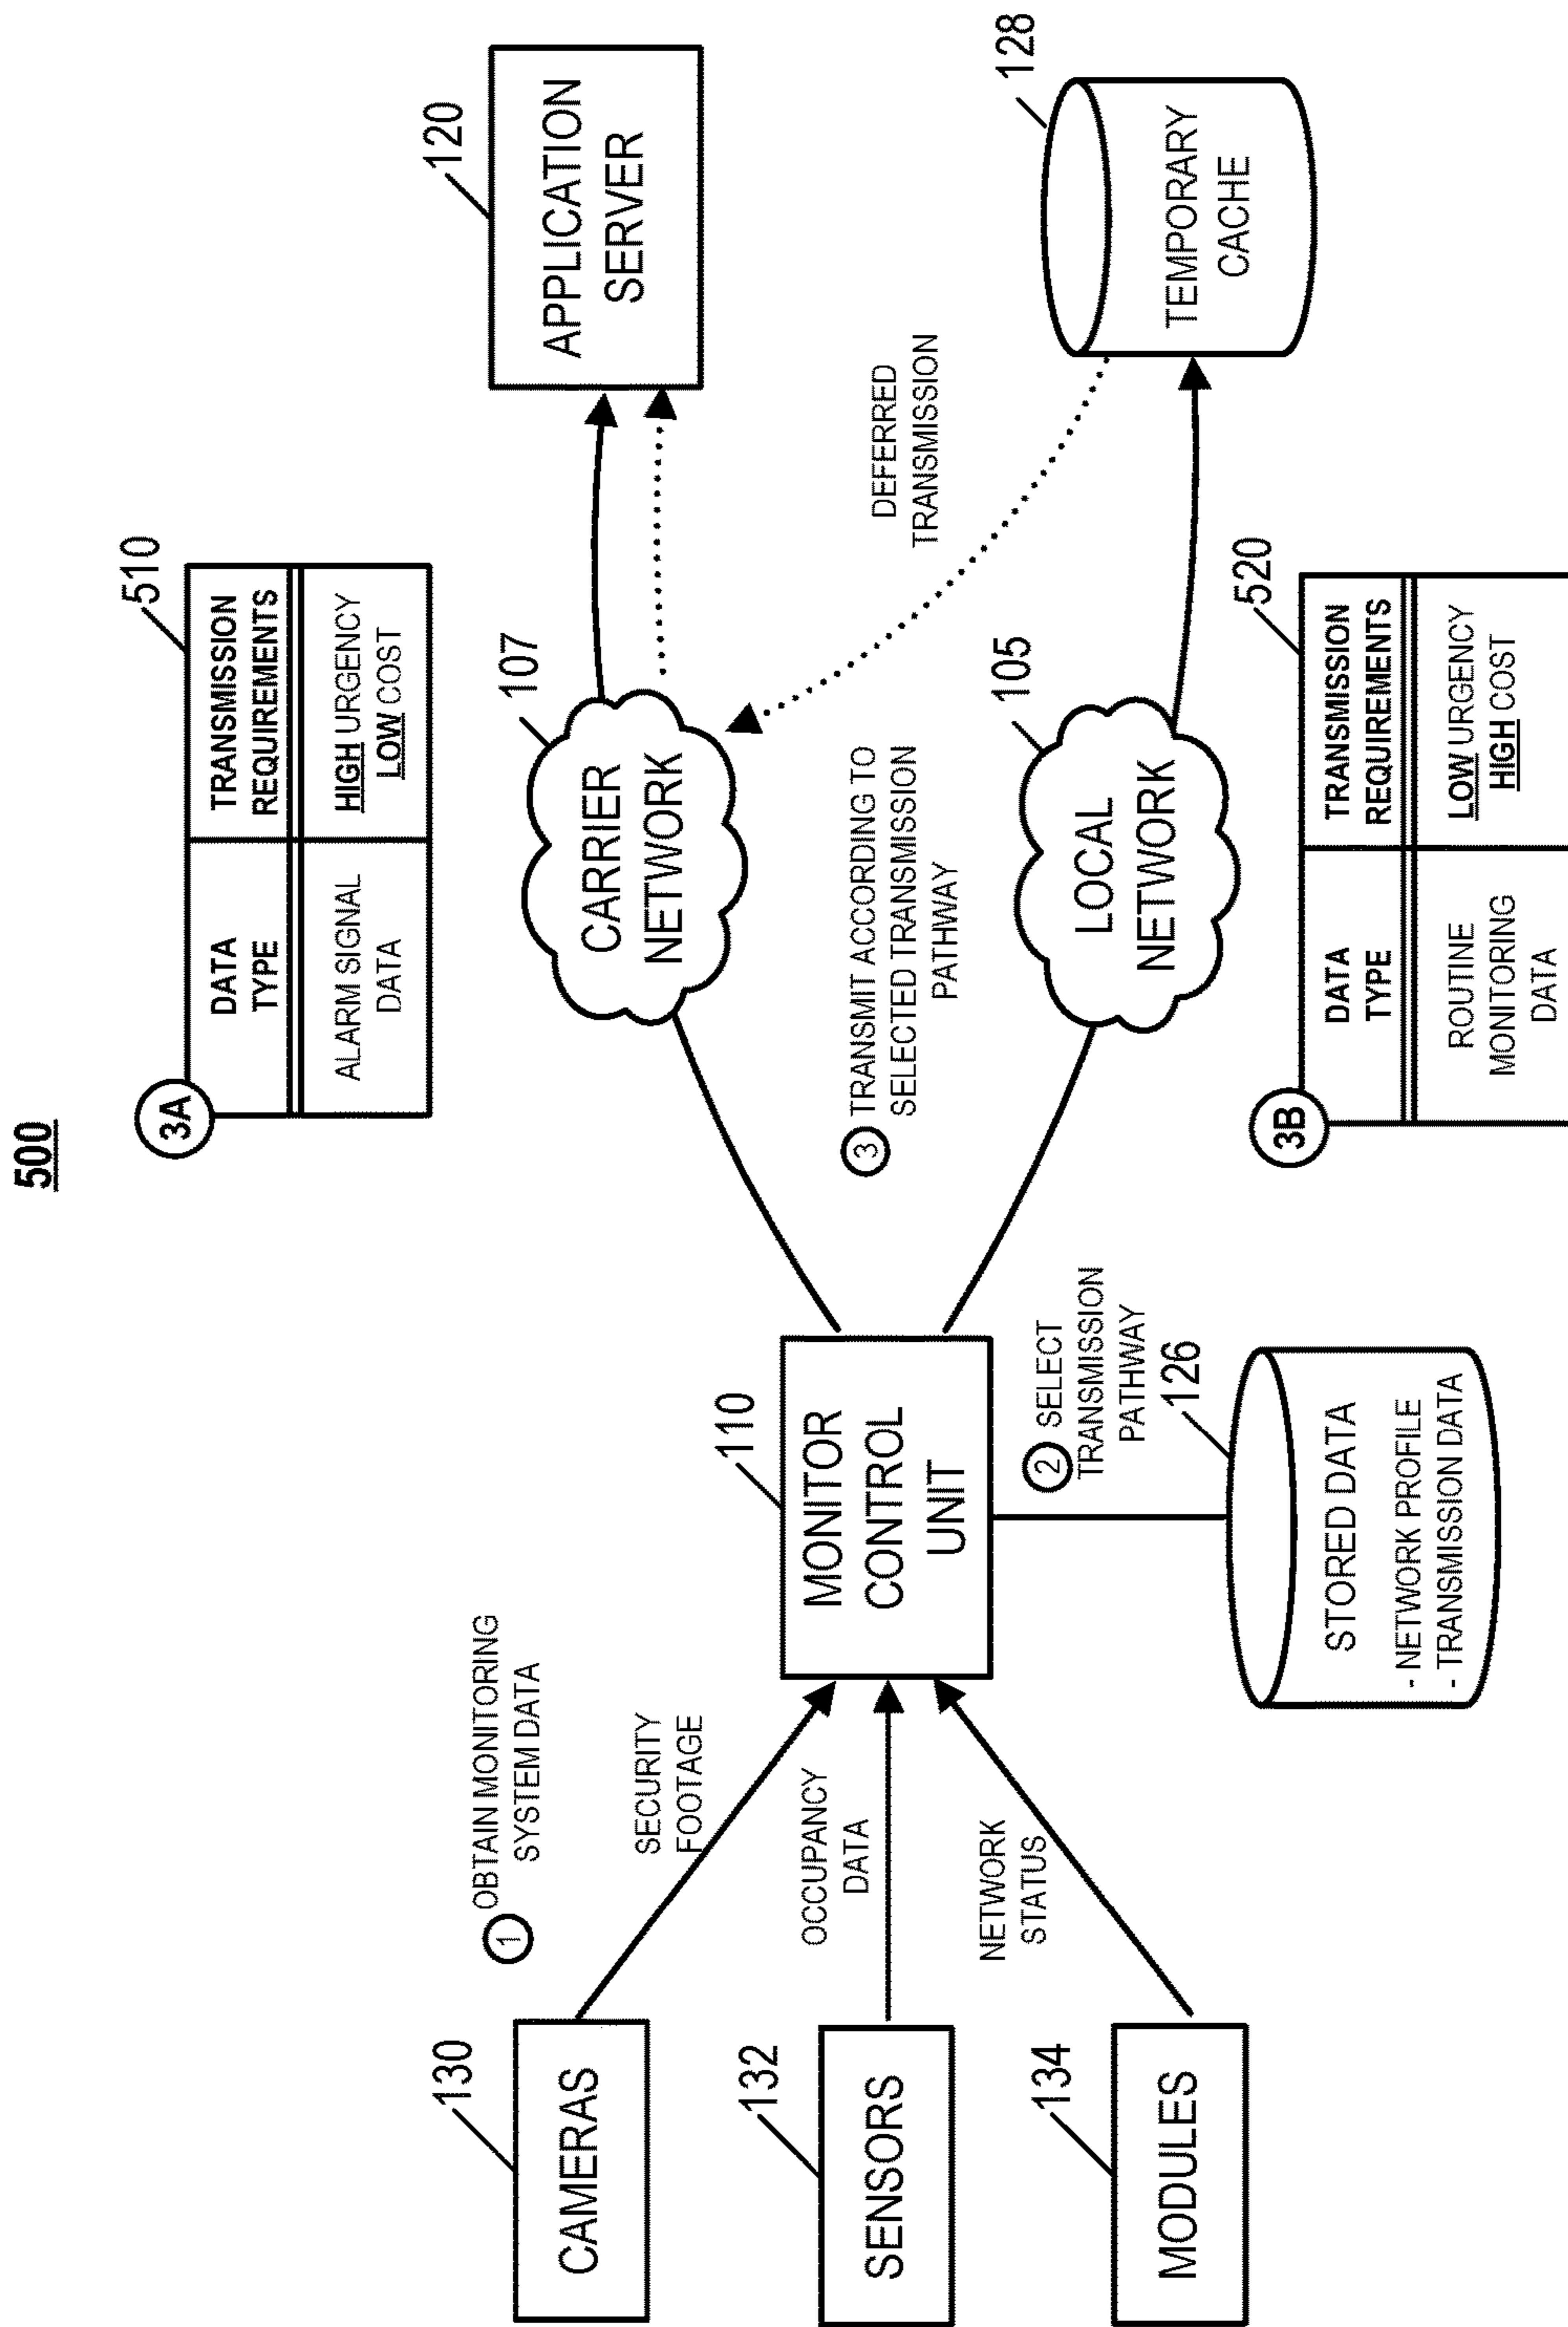 500
3A
510
DATA
TYPE
TRANSMISSION
REQUIREMENTS
ALARM SIGNAL
DATA
HIGH URGENCY
LOW COST
1
OBTAIN MONITORING
SYSTEM DATA
130
CAMERAS
SECURITY
FOOTAGE
132
SENSORS
OCCUPANCY
DATA
134
MODULES
NETWORK
STATUS
110
MONITOR
CONTROL
UNIT
2 SELECT
TRANSMISSION
PATHWAY
126
STORED DATA
- NETWORK PROFILE
- TRANSMISSION DATA
107
CARRIER
NETWORK
3 TRANSMIT ACCORDING TO
SELECTED TRANSMISSION
PATHWAY
105
LOCAL
NETWORK
120
APPLICATION
SERVER
DEFERRED
TRANSMISSION
128
TEMPORARY
CACHE
3B
520
DATA
TYPE
TRANSMISSION
REQUIREMENTS
ROUTINE
MONITORING
DATA
LOW URGENCY
HIGH COST